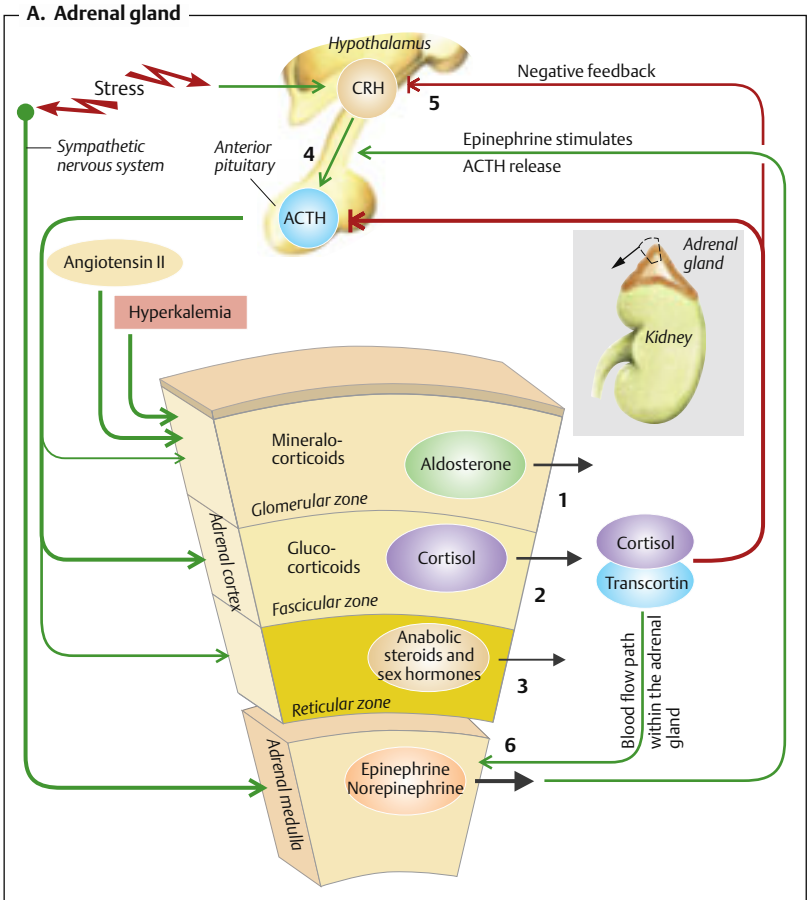 A. Adrenal gland
Hypothalamus
Stress
CRH
Negative feedback
5
Sympathetic
nervous system
Anterior
pituitary
4
Epinephrine stimulates
ACTH release
ACTH
Angiotensin II
Hyperkalemia
Adrenal
gland
Kidney
Mineralo-
corticoids
Aldosterone
Glomerular zone
1
Adrenal cortex
Gluco-
corticoids
Cortisol
Fascicular zone
2
Cortisol
Transcortin
Anabolic
steroids and
sex hormones
Reticular zone
3
Blood flow path
within the adrenal
gland
6
Adrenal medulla
Epinephrine
Norepinephrine